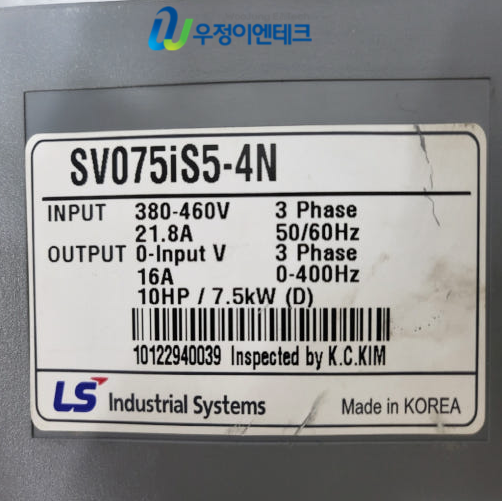 우정이엔테크
SV075iS5-4N
INPUT 380-460V 3 Phase
21.8A 50/60Hz
OUTPUT 0-Input V 3 Phase
16A 0-400Hz
10HP / 7.5kW (D)
10122940039 Inspected by K.C.KIM
LS Industrial Systems Made in KOREA